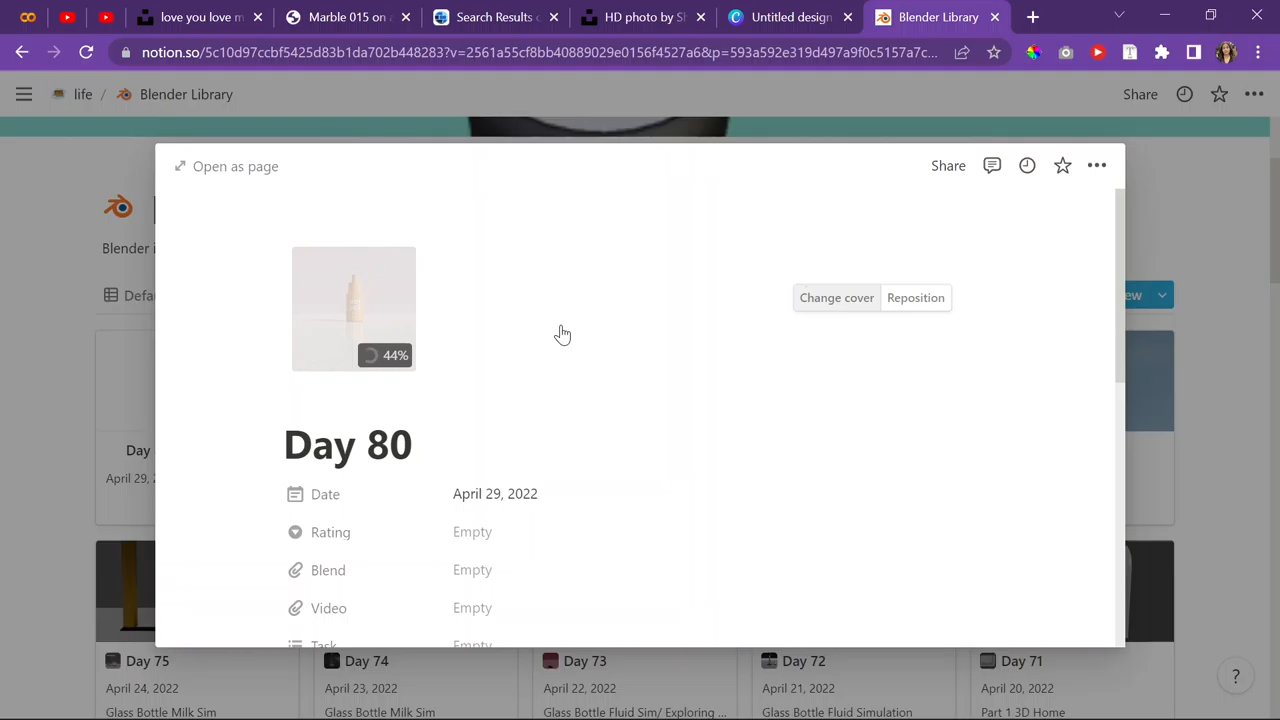 love you love m
Marble 015 on a
Search Results c
HD photo by Sh
Untitled design
Blender Library
notion.so/5c10d97ccbf5425d83b1da702b448283?v=2561a55cf8bb40889029e0156f4527a6&p=593a592e319d497a9f0c5157a7c...
life / Blender Library
Share
Open as page
Share
Blender i
Change cover Reposition
Defau
ew
44%
Day 80
Day
April 29,
Date April 29, 2022
Rating Empty
Blend Empty
Video Empty
Task Empty
Day 75
Day 74
Day 73
Day 72
Day 71
April 24, 2022
April 23, 2022
April 22, 2022
April 21, 2022
April 20, 2022
Glass Bottle Milk Sim
Glass Bottle Milk Sim
Glass Bottle Fluid Sim/ Exploring ...
Glass Bottle Fluid Simulation
Part 1 3D Home
?